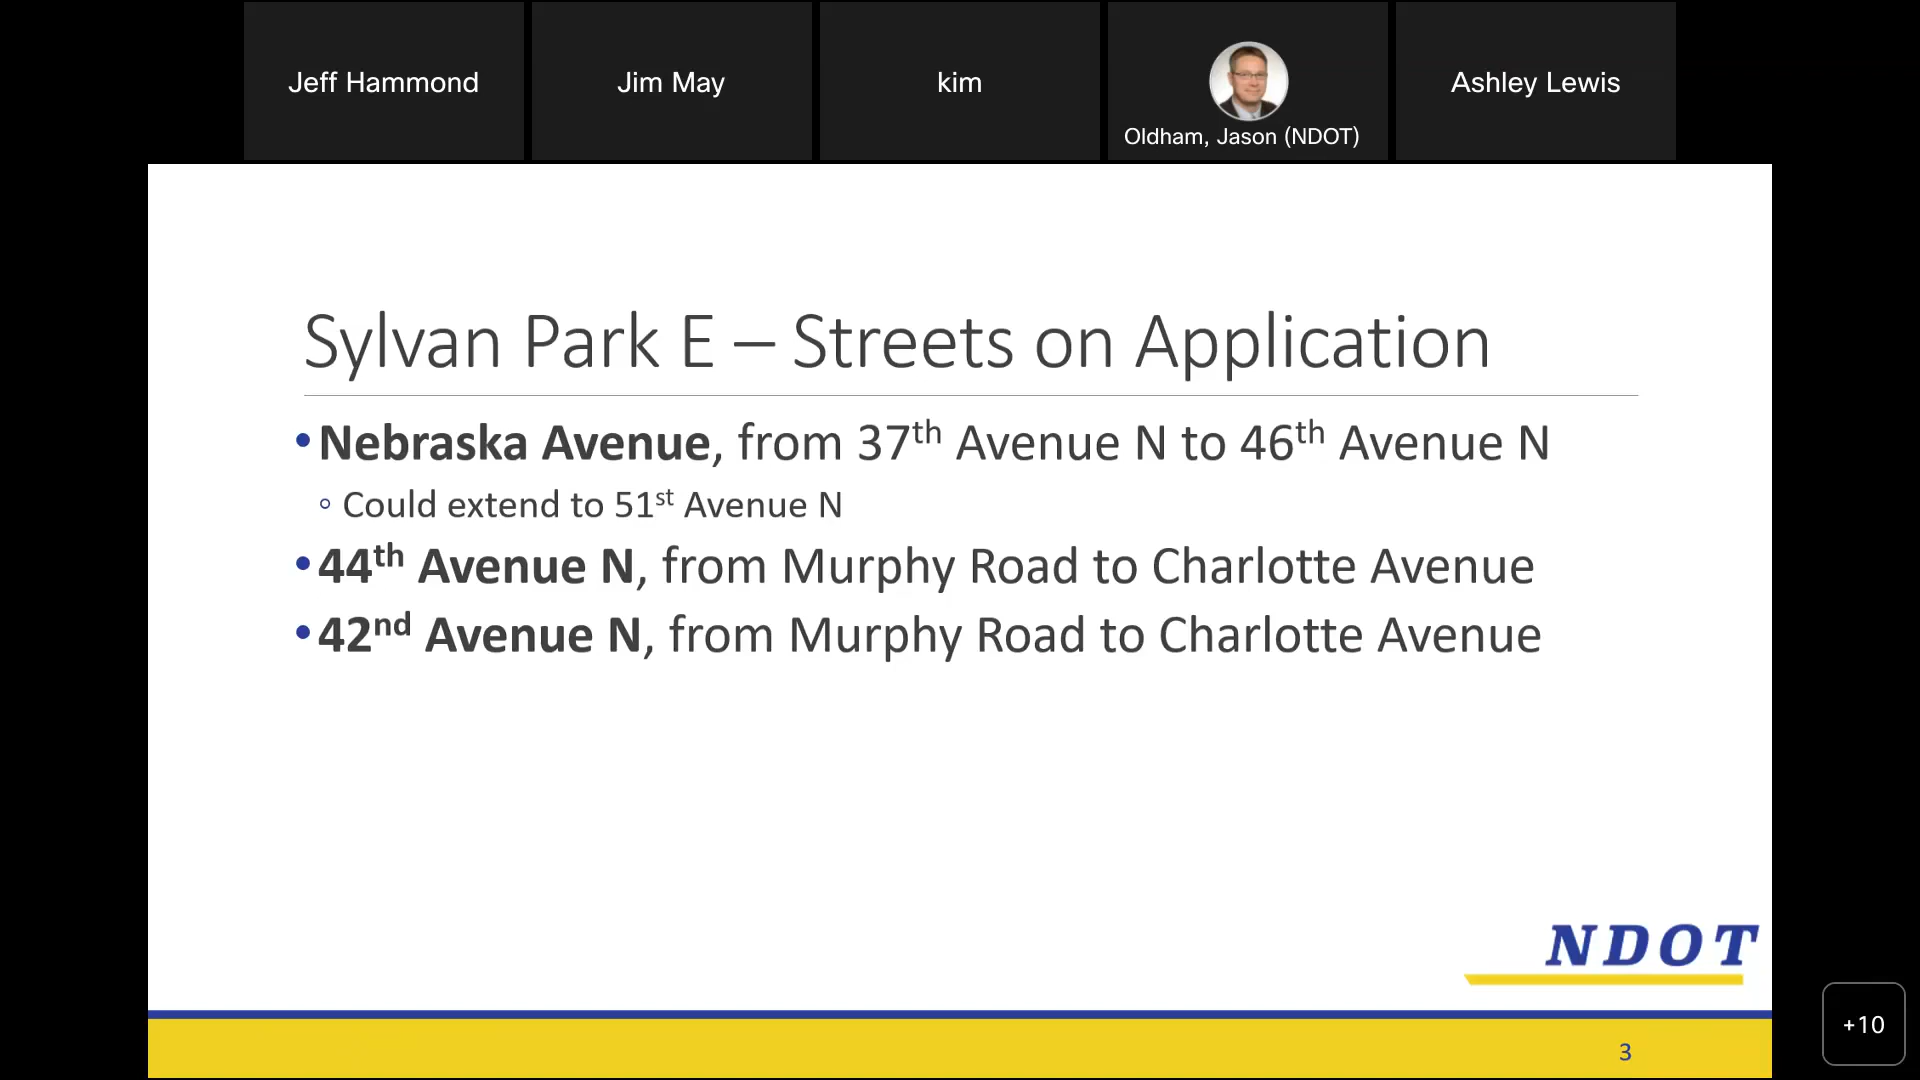 Jeff Hammond
Jim May
kim
Oldham, Jason (NDOT)
Ashley Lewis
Sylvan Park E – Streets on Application
•Nebraska Avenue, from 37th Avenue N to 46th Avenue N
◦ Could extend to 51st Avenue N
•44th Avenue N, from Murphy Road to Charlotte Avenue
•42nd Avenue N, from Murphy Road to Charlotte Avenue
NDOT
+10
3